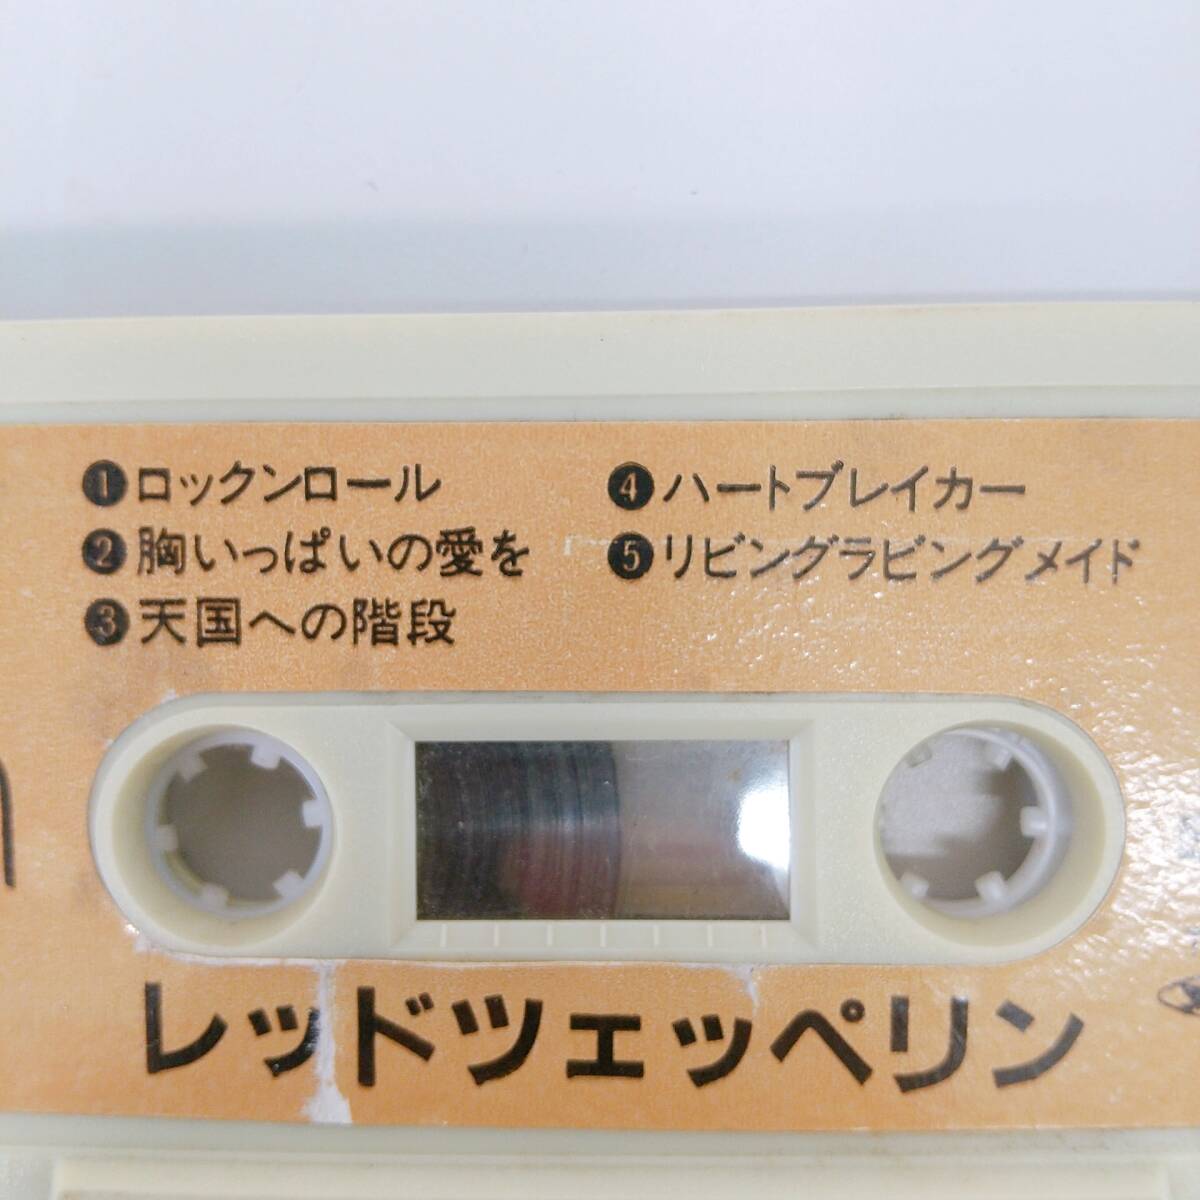 ❶ロックンロール
❷胸いっぱいの愛を
❸天国への階段
❹ハートブレイカー
❺リビングラビングメイド
レッドツェッペリン